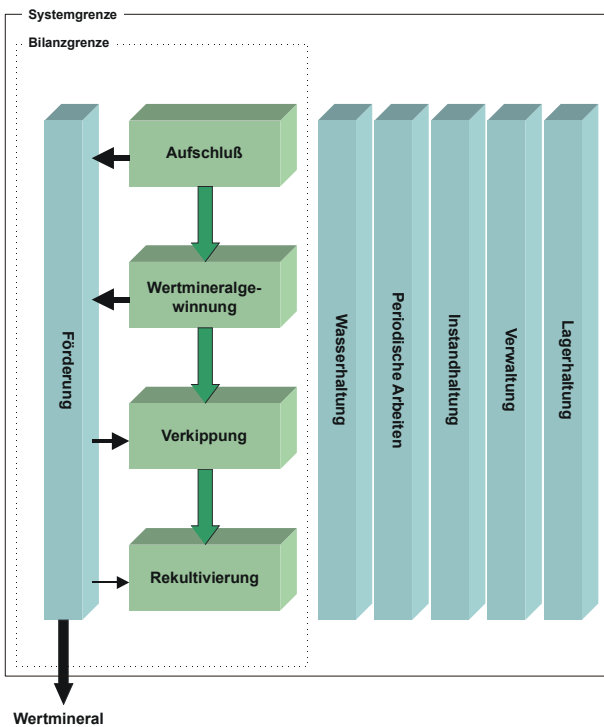 Systemgrenze
Bilanzgrenze
Aufschluß
Wertmineralge-
winnung
Verkippung
Rekultivierung
Förderung
Wasserhaltung
Periodische Arbeiten
Instandhaltung
Verwaltung
Lagerhaltung
Wertmineral